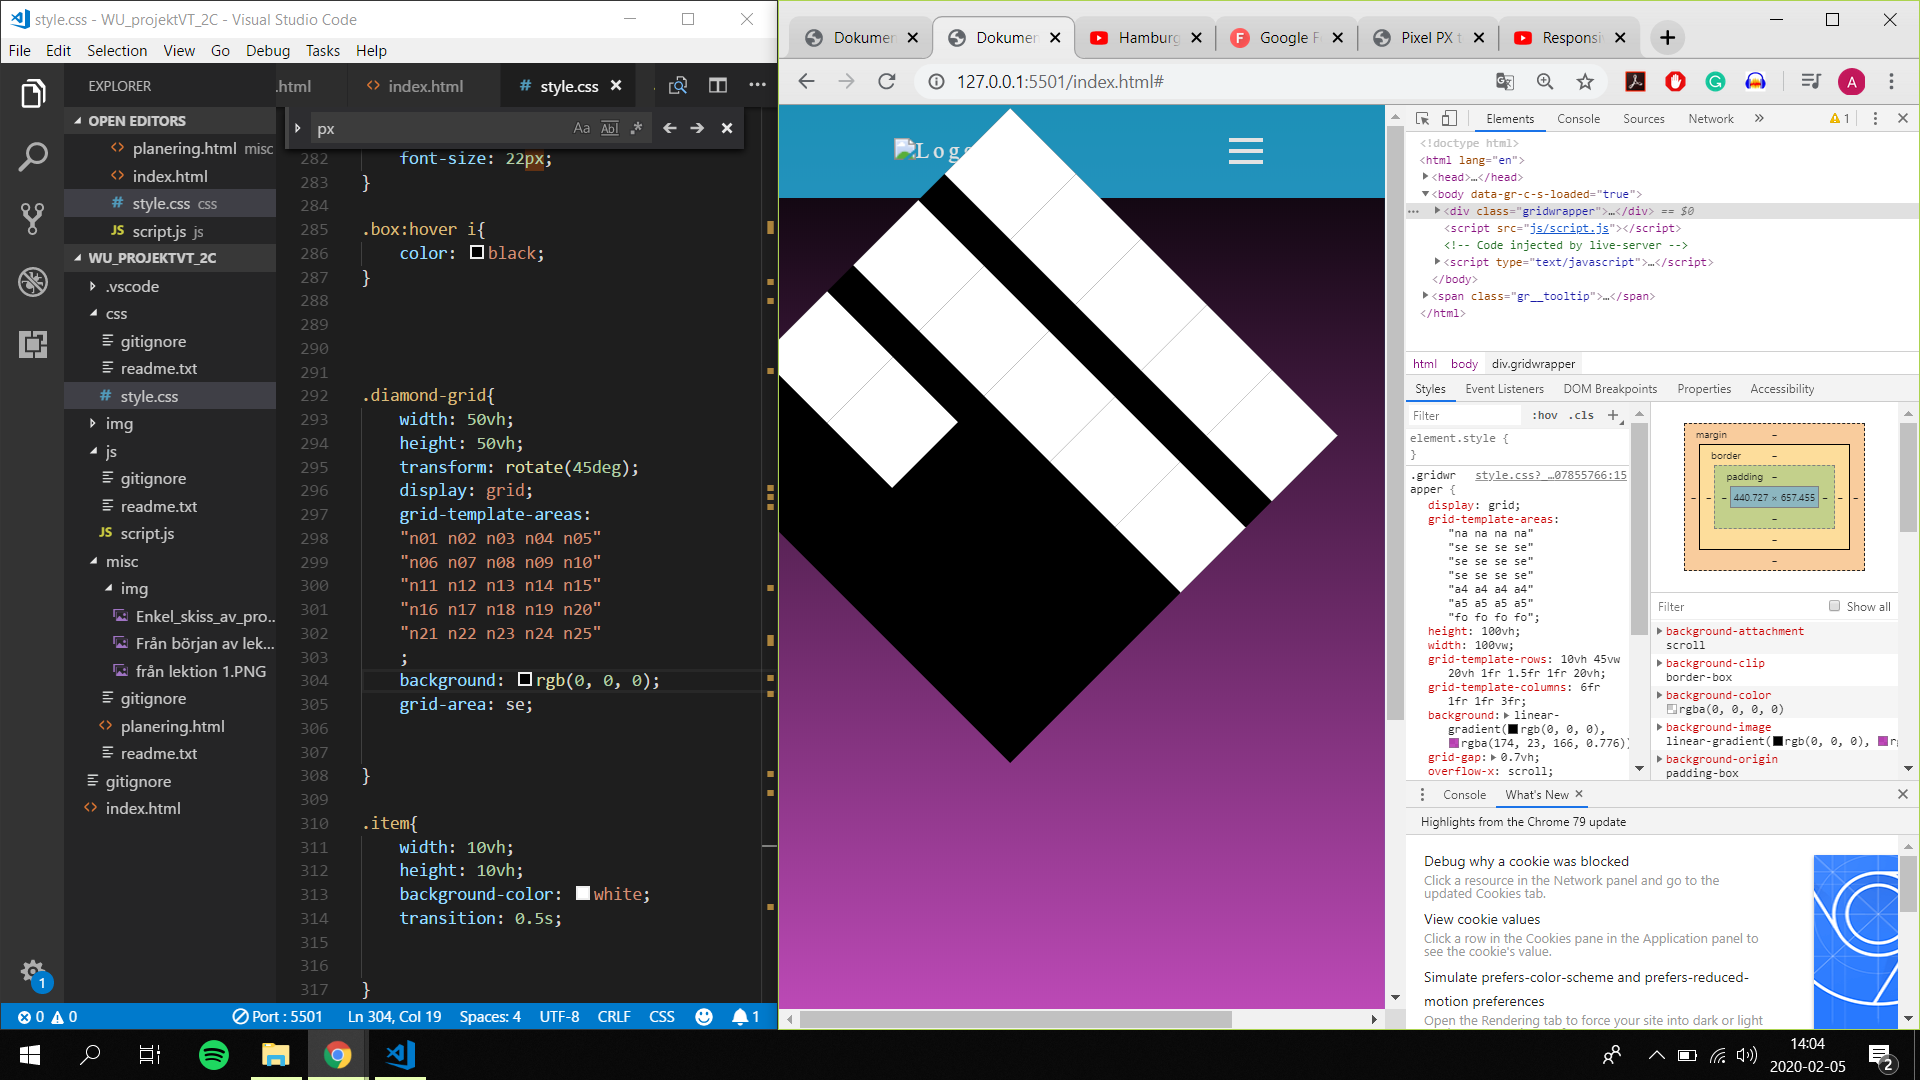 style.css - WU_projektVT_2C - Visual Studio Code
File Edit Selection View Go Debug Tasks Help
EXPLORER
OPEN EDITORS
planering.html misc
index.html
style.css css
script.js js
WU_PROJEKTVT_2C
.vscode
css
gitignore
readme.txt
style.css
img
js
gitignore
readme.txt
script.js
misc
img
Enkel_skiss_av_pro...
Från början av lek...
från lektion 1.PNG
gitignore
planering.html
readme.txt
gitignore
index.html
1
.html index.html style.css
px
Aa Abl .*
282 font-size: 22px;
283 }
284
285 .box:hover i{
286 color: black;
287 }
288
289
290
291
292 .diamond-grid{
293 width: 50vh;
294 height: 50vh;
295 transform: rotate(45deg);
296 display: grid;
297 grid-template-areas:
298 "n01 n02 n03 n04 n05"
299 "n06 n07 n08 n09 n10"
300 "n11 n12 n13 n14 n15"
301 "n16 n17 n18 n19 n20"
302 "n21 n22 n23 n24 n25"
303 ;
304 background: rgb(0, 0, 0);
305 grid-area: se;
306
307
308 }
309
310 .item{
311 width: 10vh;
312 height: 10vh;
313 background-color: white;
314 transition: 0.5s;
315
316
317 }
0 0 Port : 5501 Ln 304, Col 19 Spaces: 4 UTF-8 CRLF CSS 1
Dokumen Dokumen Hamburg Google F Pixel PX t Responsi
127.0.0.1:5501/index.html#
A
Logo
Elements Console Sources Network » 1
<!doctype html>
<html lang="en">
<head>…</head>
<body data-gr-c-s-loaded="true">
<div class="gridwrapper">…</div> == $0
<script src="js/script.js"></script>
<!-- Code injected by live-server -->
<script type="text/javascript">…</script>
</body>
<span class="gr__tooltip">…</span>
</html>
html body div.gridwrapper
Styles Event Listeners DOM Breakpoints Properties Accessibility
Filter :hov .cls +
element.style {
}
.gridwr style.css?_…07855766:15
apper {
display: grid;
grid-template-areas:
"na na na na"
"se se se se"
"se se se se"
"se se se se"
"a4 a4 a4 a4"
"a5 a5 a5 a5"
"fo fo fo fo";
height: 100vh;
width: 100vw;
grid-template-rows: 10vh 45vw
20vh 1fr 1.5fr 1fr 20vh;
grid-template-columns: 6fr
1fr 1fr 3fr;
background: linear-
gradient(rgb(0, 0, 0),
rgba(174, 23, 166, 0.776))
grid-gap: 0.7vh;
overflow-x: scroll;
margin -
border -
padding -
- - - 440.727 × 657.455 - - -
-
-
-
Filter Show all
background-attachment
scroll
background-clip
border-box
background-color
rgba(0, 0, 0, 0)
background-image
linear-gradient(rgb(0, 0, 0), r
background-origin
padding-box
Console What's New
Highlights from the Chrome 79 update
Debug why a cookie was blocked
Click a resource in the Network panel and go to the
updated Cookies tab.
View cookie values
Click a row in the Cookies pane in the Application panel to
see the cookie's value.
Simulate prefers-color-scheme and prefers-reduced-
motion preferences
Open the Rendering tab to force your site into dark or light
14:04
2020-02-05
2